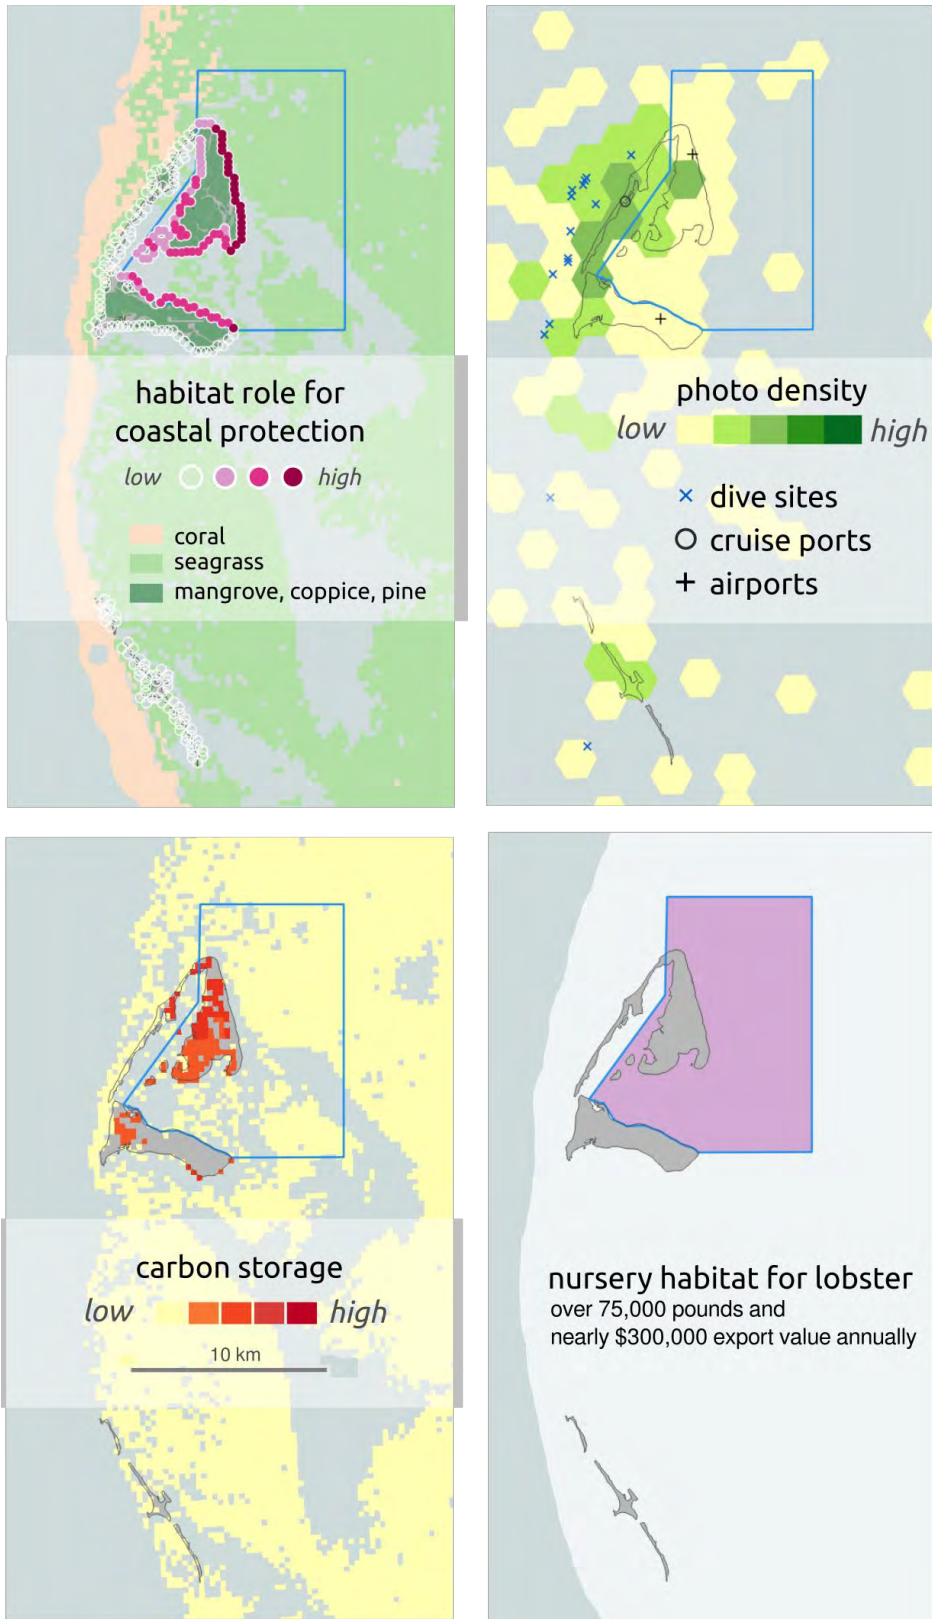 habitat role for
coastal protection
low high
coral
seagrass
mangrove, coppice, pine
photo density
low high
dive sites
cruise ports
airports
carbon storage
low high
10 km
nursery habitat for lobster
over 75,000 pounds and
nearly $300,000 export value annually